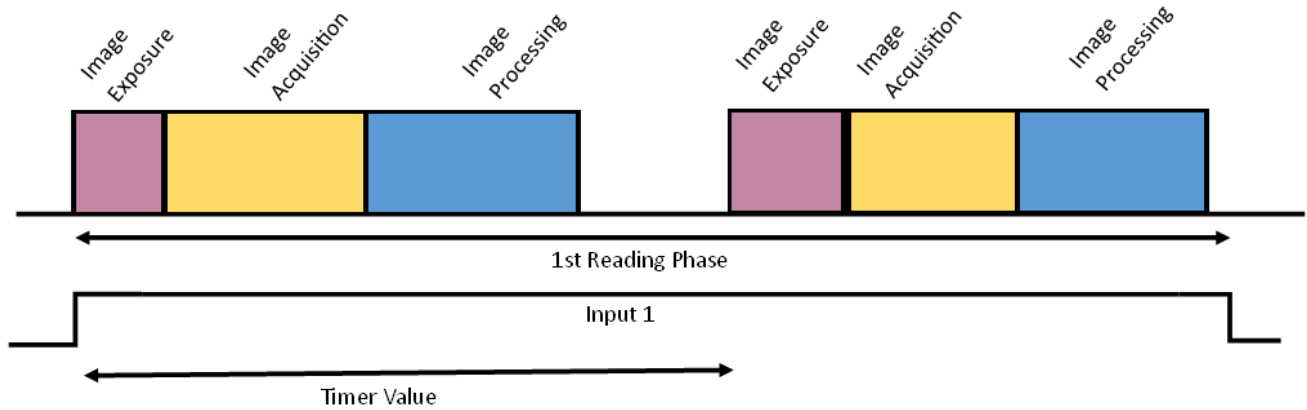 Image
Exposure
Image
Acquisition
Image
Processing
Image
Exposure
Image
Acquisition
Image
Processing
1st Reading Phase
Input 1
Timer Value